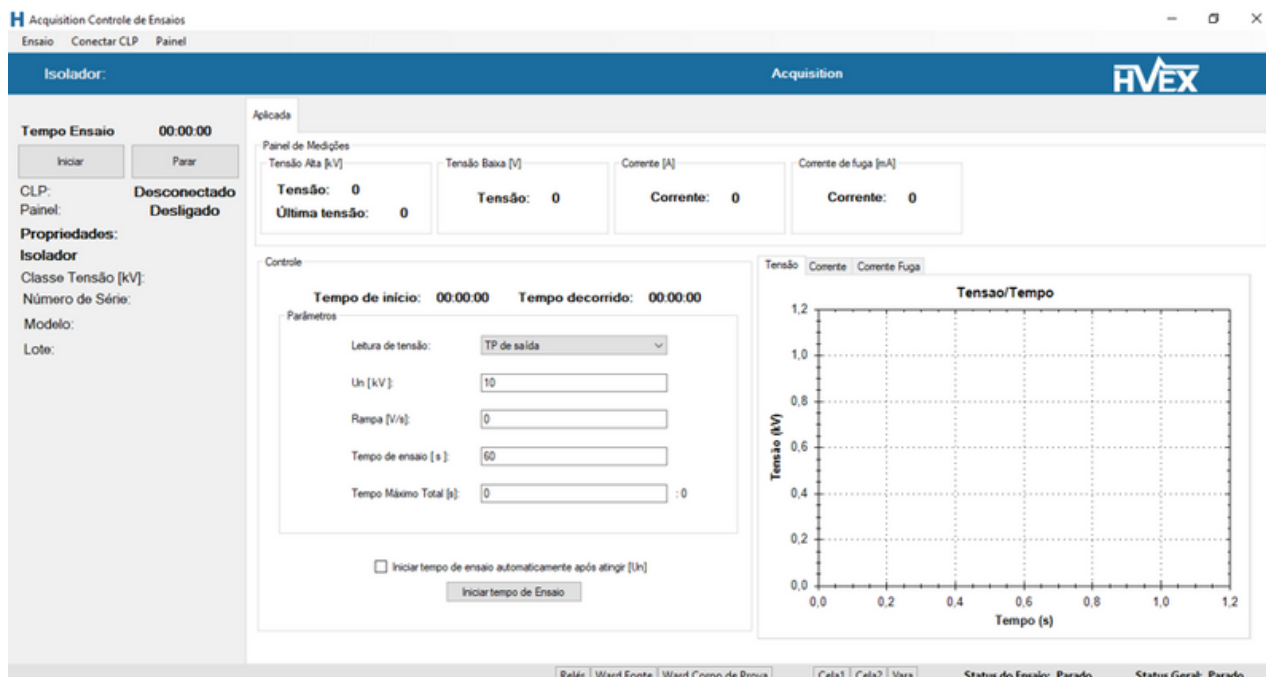 Acquisition Controle de Ensaios
Ensaio Conectar CLP Painel
Isolador:
Acquisition
HVEX
Tempo Ensaio 00:00:00
Iniciar Parar
CLP: Desconectado
Painel: Desligado
Propriedades:
Isolador
Classe Tensão [kV]:
Número de Série:
Modelo:
Lote:
Aplicada
Painel de Medições
Tensão Alta [kV]
Tensão: 0
Última tensão: 0
Tensão Baixa [V]
Tensão: 0
Corrente [A]
Corrente: 0
Corrente de fuga [mA]
Corrente: 0
Controle
Tempo de início: 00:00:00 Tempo decorrido: 00:00:00
Parâmetros
Leitura de tensão: TP de saída
Un [ kV ]: 10
Rampa [V/s]: 0
Tempo de ensaio [ s ]: 60
Tempo Máximo Total [s]: 0 : 0
Iniciar tempo de ensaio automaticamente após atingir [Un]
Iniciar tempo de Ensaio
Tensão Corrente Corrente Fuga
Tensao/Tempo
Tensão (kV)
1,2
1,0
0,8
0,6
0,4
0,2
0,0
0,0 0,2 0,4 0,6 0,8 1,0 1,2
Tempo (s)
Relés Ward Fonte Ward Corpo de Prova Cela1 Cela2 Vara Status do Ensaio: Parado Status Geral: Parado